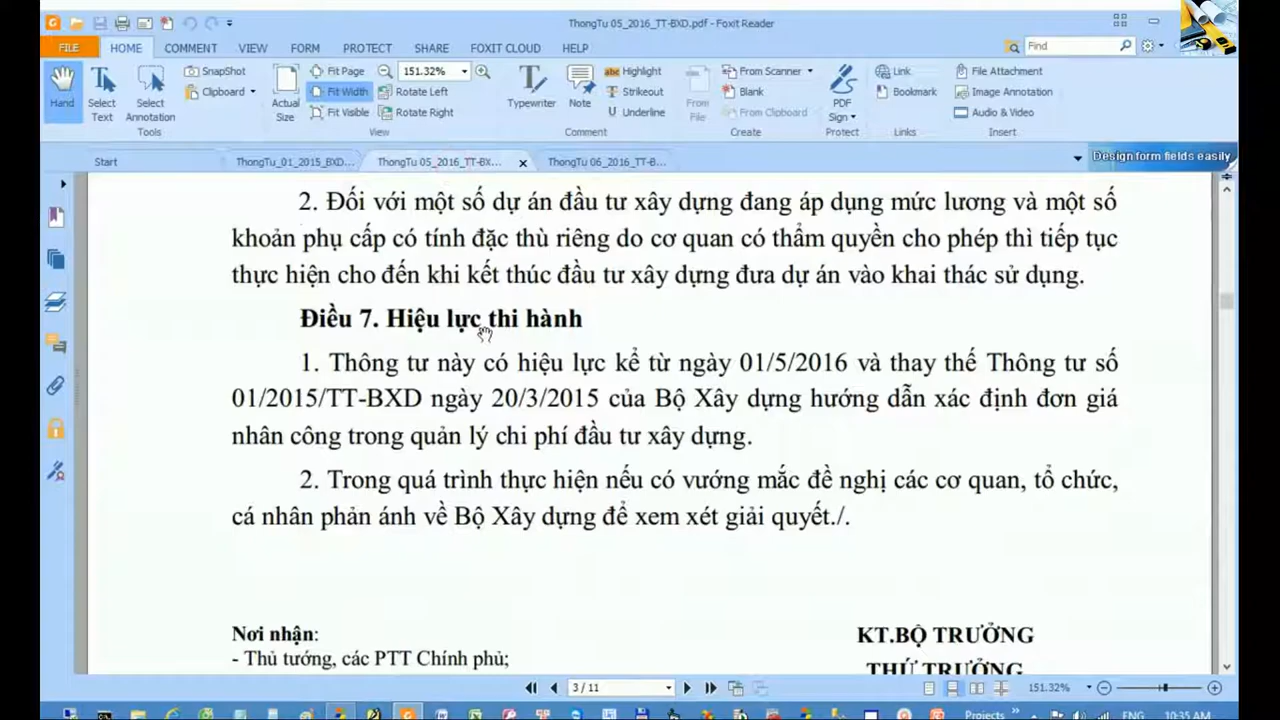 ThongTu 05_2016_TT-BXD.pdf - Foxit Reader
FILE HOME COMMENT VIEW FORM PROTECT SHARE FOXIT CLOUD HELP
Find
Hand
Select Text
Select Annotation
SnapShot
Clipboard
Tools
Actual Size
Fit Page
Fit Width
Fit Visible
151.32%
Rotate Left
Rotate Right
View
Typewriter
Note
Highlight
Strikeout
Underline
Comment
From File
From Scanner
Blank
From Clipboard
Create
PDF Sign
Protect
Link
Bookmark
Links
File Attachment
Image Annotation
Audio & Video
Insert
Start
ThongTu_01_2015_BXD...
ThongTu 05_2016_TT-BX...
ThongTu 06_2016_TT-B...
Design form fields easily
2. Đối với một số dự án đầu tư xây dựng đang áp dụng mức lương và một số
khoản phụ cấp có tính đặc thù riêng do cơ quan có thẩm quyền cho phép thì tiếp tục
thực hiện cho đến khi kết thúc đầu tư xây dựng đưa dự án vào khai thác sử dụng.
Điều 7. Hiệu lực thi hành
1. Thông tư này có hiệu lực kể từ ngày 01/5/2016 và thay thế Thông tư số
01/2015/TT-BXD ngày 20/3/2015 của Bộ Xây dựng hướng dẫn xác định đơn giá
nhân công trong quản lý chi phí đầu tư xây dựng.
2. Trong quá trình thực hiện nếu có vướng mắc đề nghị các cơ quan, tổ chức,
cá nhân phản ánh về Bộ Xây dựng để xem xét giải quyết./.
Nơi nhận:
KT.BỘ TRƯỞNG
- Thủ tướng, các PTT Chính phủ;
THỨ TRƯỞNG
3 / 11
151.32%
Projects
ENG
10:35 AM